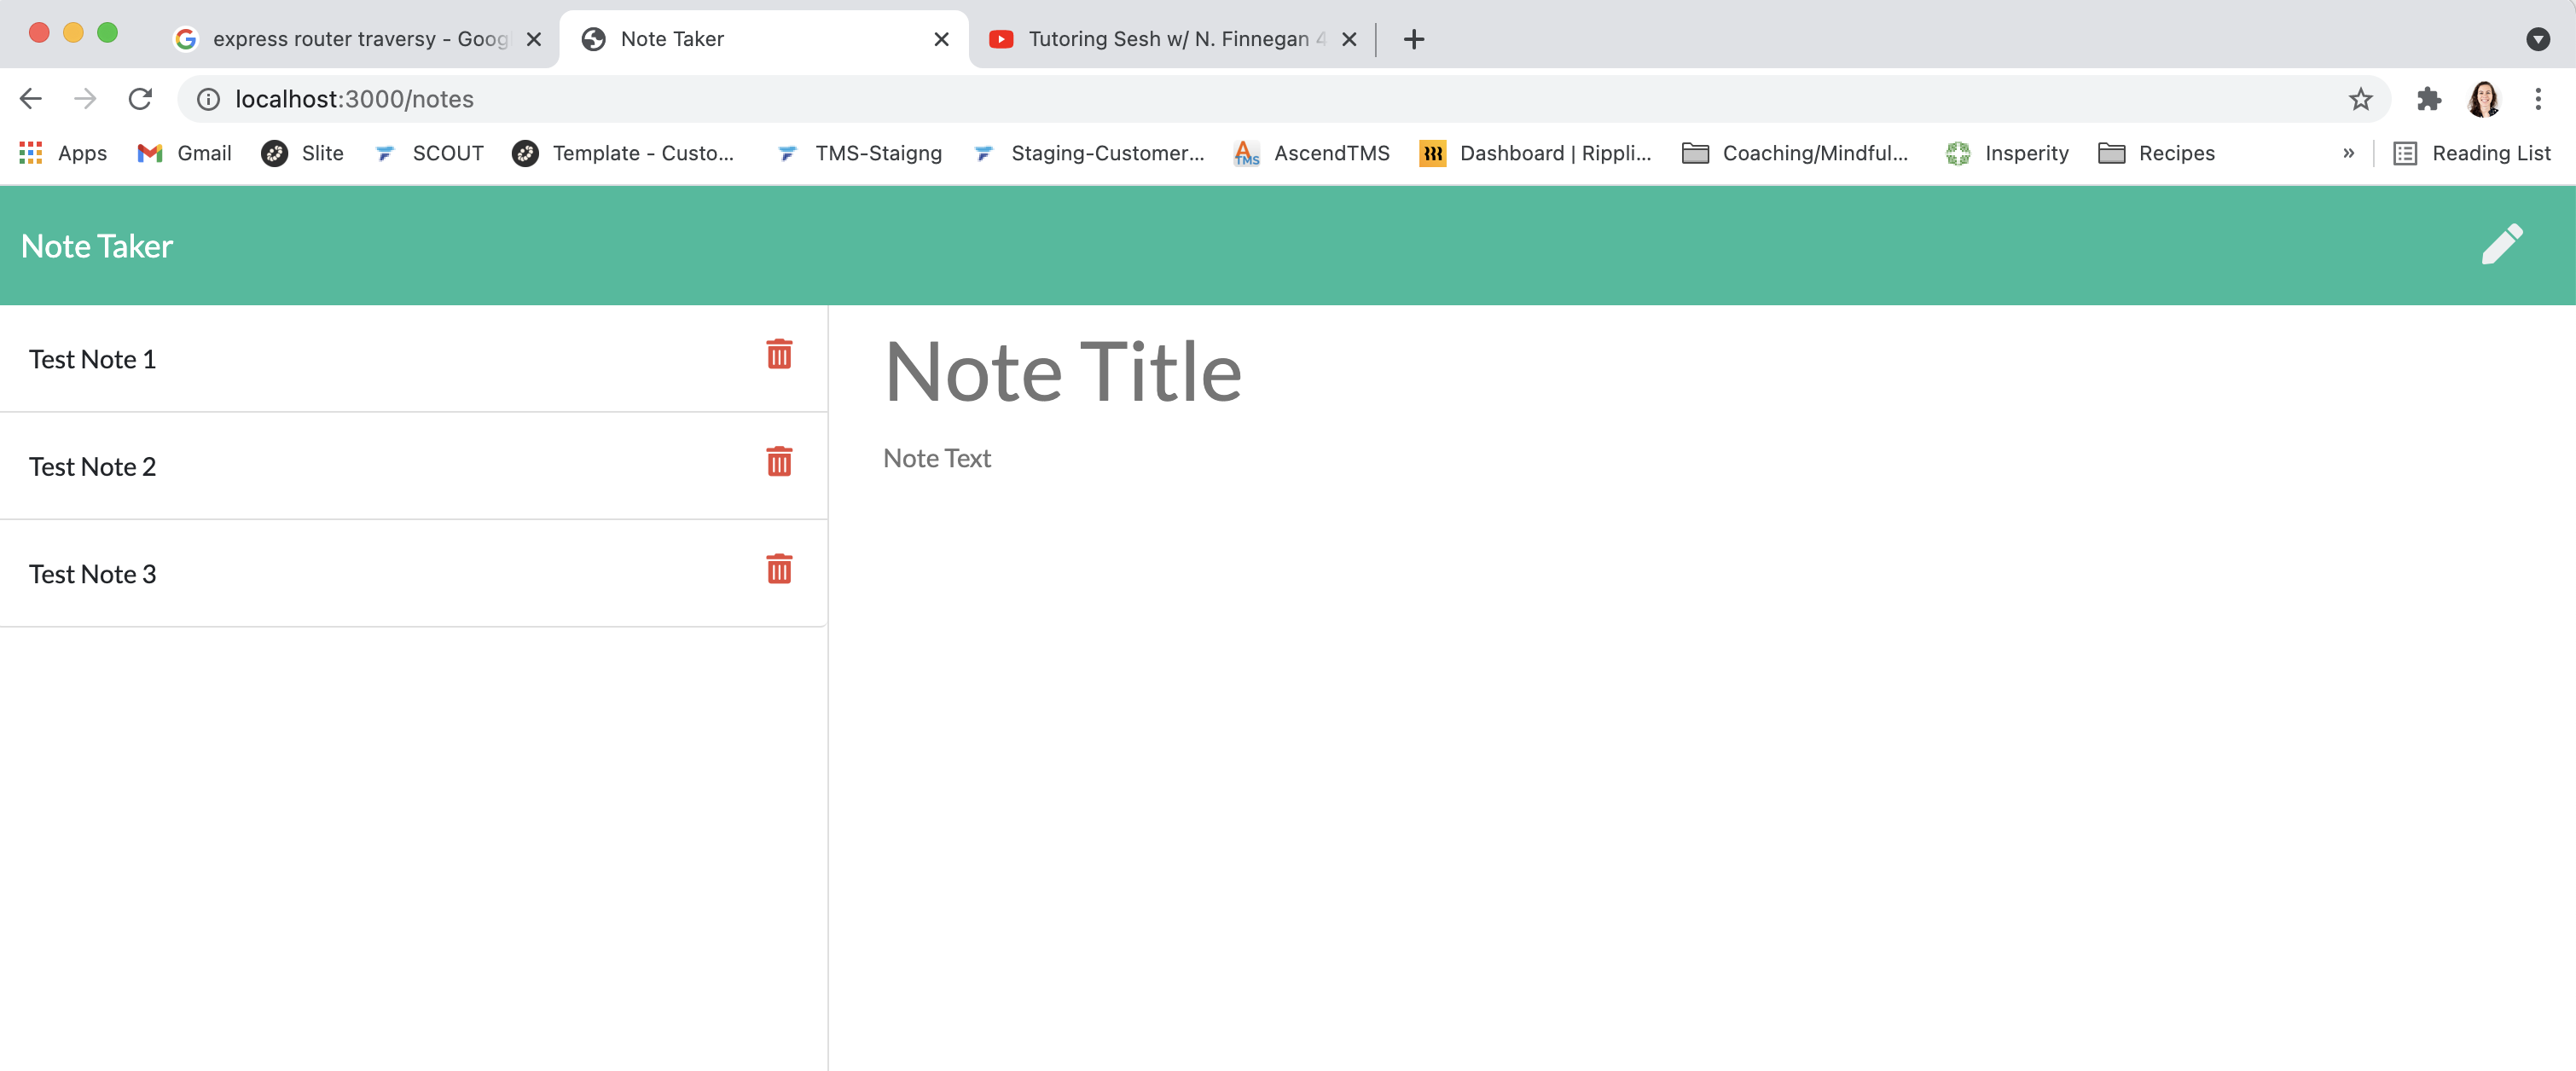 express router traversy - Goog
Note Taker
Tutoring Sesh w/ N. Finnegan 4
localhost:3000/notes
Apps
Gmail
Slite
SCOUT
Template - Custo...
TMS-Staigng
Staging-Customer...
AscendTMS
Dashboard | Rippli...
Coaching/Mindful...
Insperity
Recipes
»
Reading List
Note Taker
Test Note 1
Test Note 2
Test Note 3
Note Title
Note Text